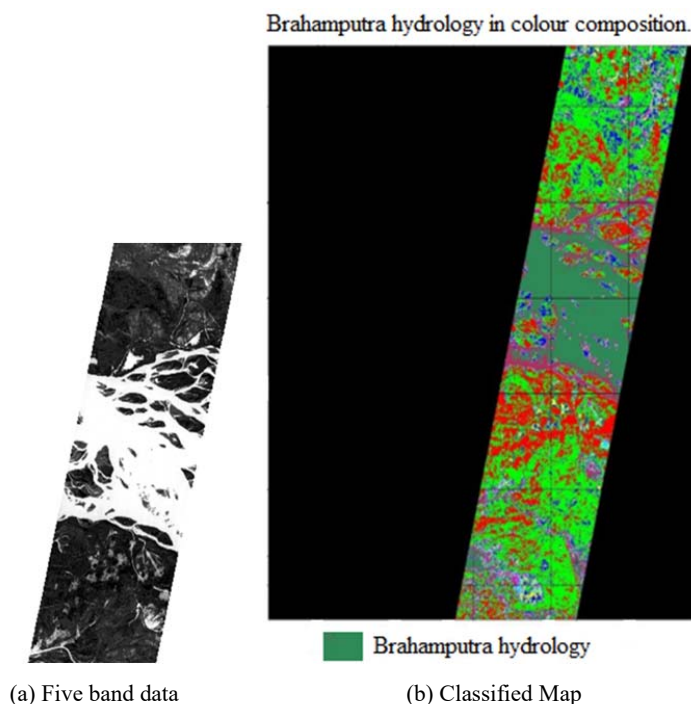 Brahamputra hydrology in colour composition.
Brahamputra hydrology
(a) Five band data
(b) Classified Map